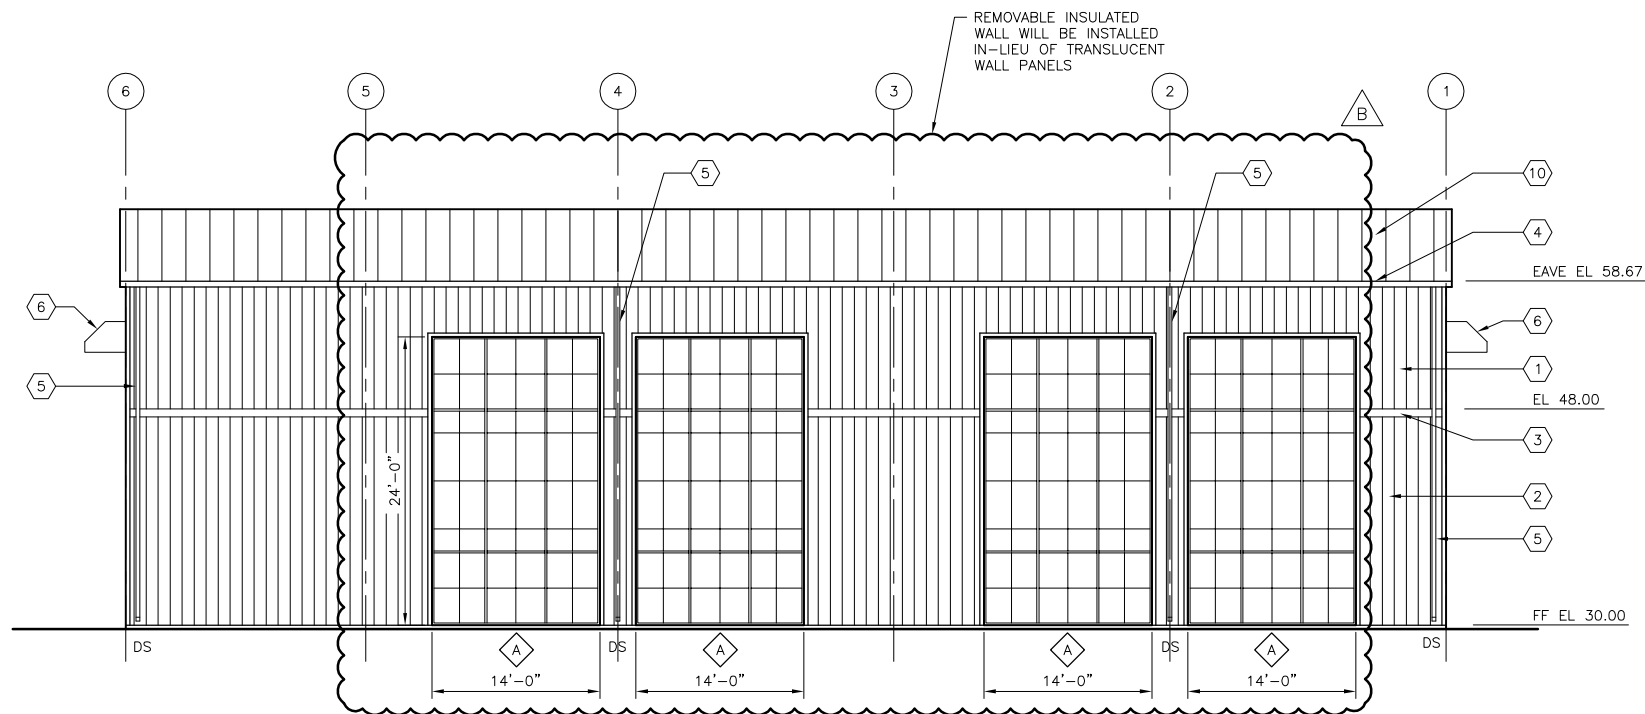 REMOVABLE INSULATED
WALL WILL BE INSTALLED
IN-LIEU OF TRANSLUCENT
WALL PANELS
6
5
4
3
2
1
B
5
5
10
4
EAVE EL 58.67
6
6
5
1
EL 48.00
3
24'-0"
2
5
FF EL 30.00
DS
DS
DS
DS
A
A
A
A
14'-0"
14'-0"
14'-0"
14'-0"